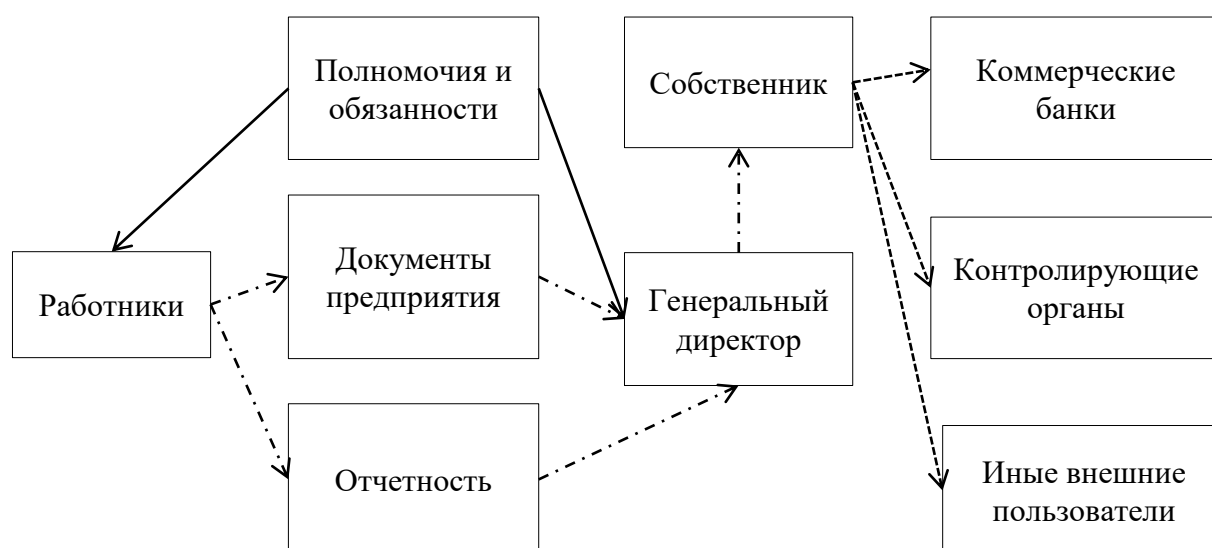 Полномочия и
обязанности
Собственник
Коммерческие
банки
Работники
Документы
предприятия
Генеральный
директор
Контролирующие
органы
Отчетность
Иные внешние
пользователи